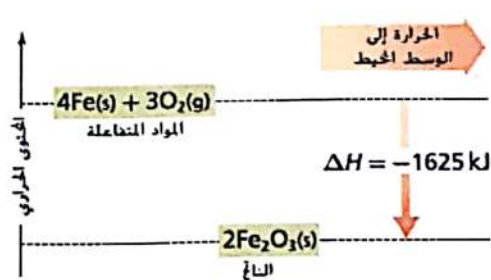 الحرارة إلى
الوسط المحيط
4Fe(s) + 3O₂(g)
المواد المتفاعلة
ΔH = −1625 kJ
المحتوى الحراري
2Fe₂O₃(s)
الناتج